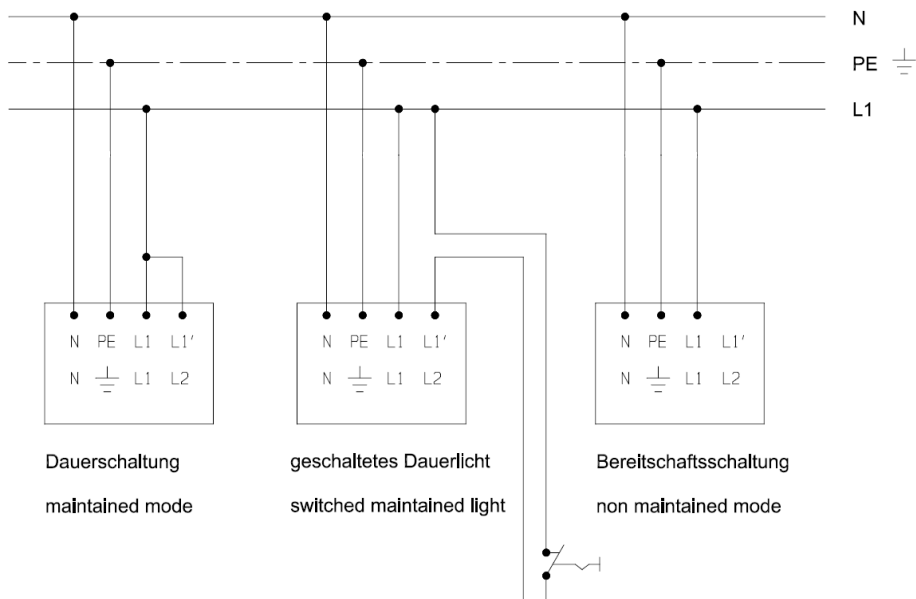 N
PE
L1
N PE L1 L1′
N L1 L2
N PE L1 L1′
N L1 L2
N PE L1 L1′
N L1 L2
Dauerschaltung
maintained mode
geschaltetes Dauerlicht
switched maintained light
Bereitschaftsschaltung
non maintained mode